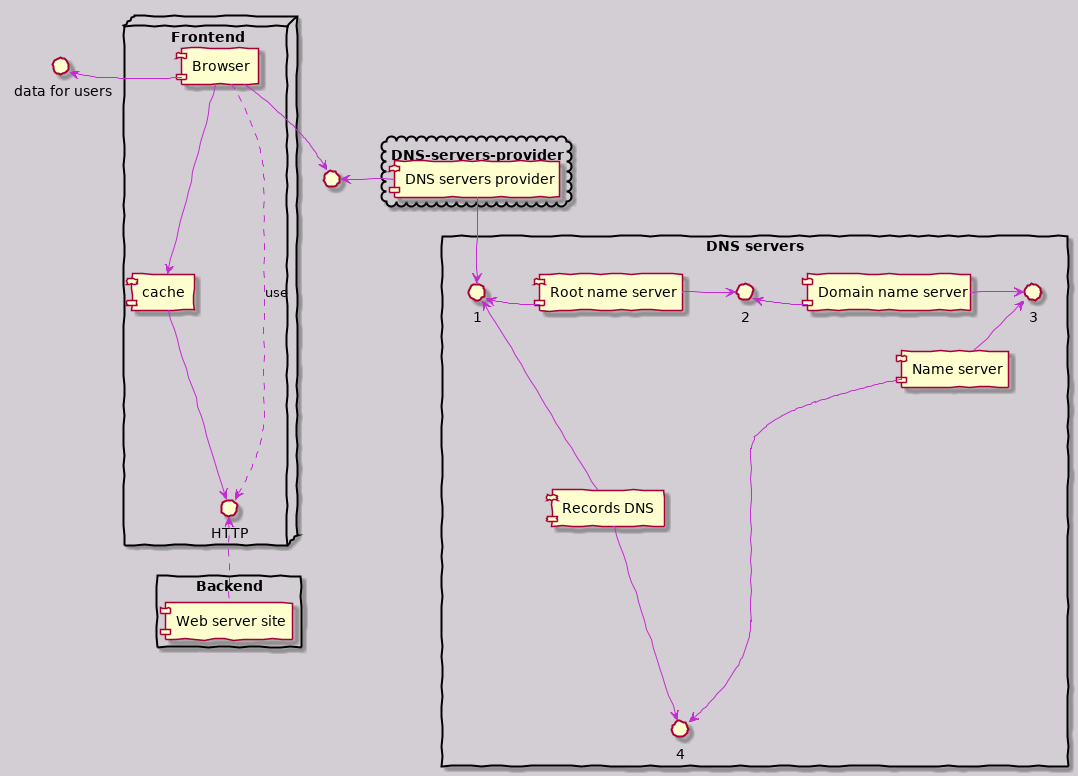 Frontend
Browser
data for users
DNS-servers-provider
DNS servers provider
DNS servers
cache
use
Root name server
Domain name server
1
2
3
Name server
Records DNS
HTTP
Backend
Web server site
4